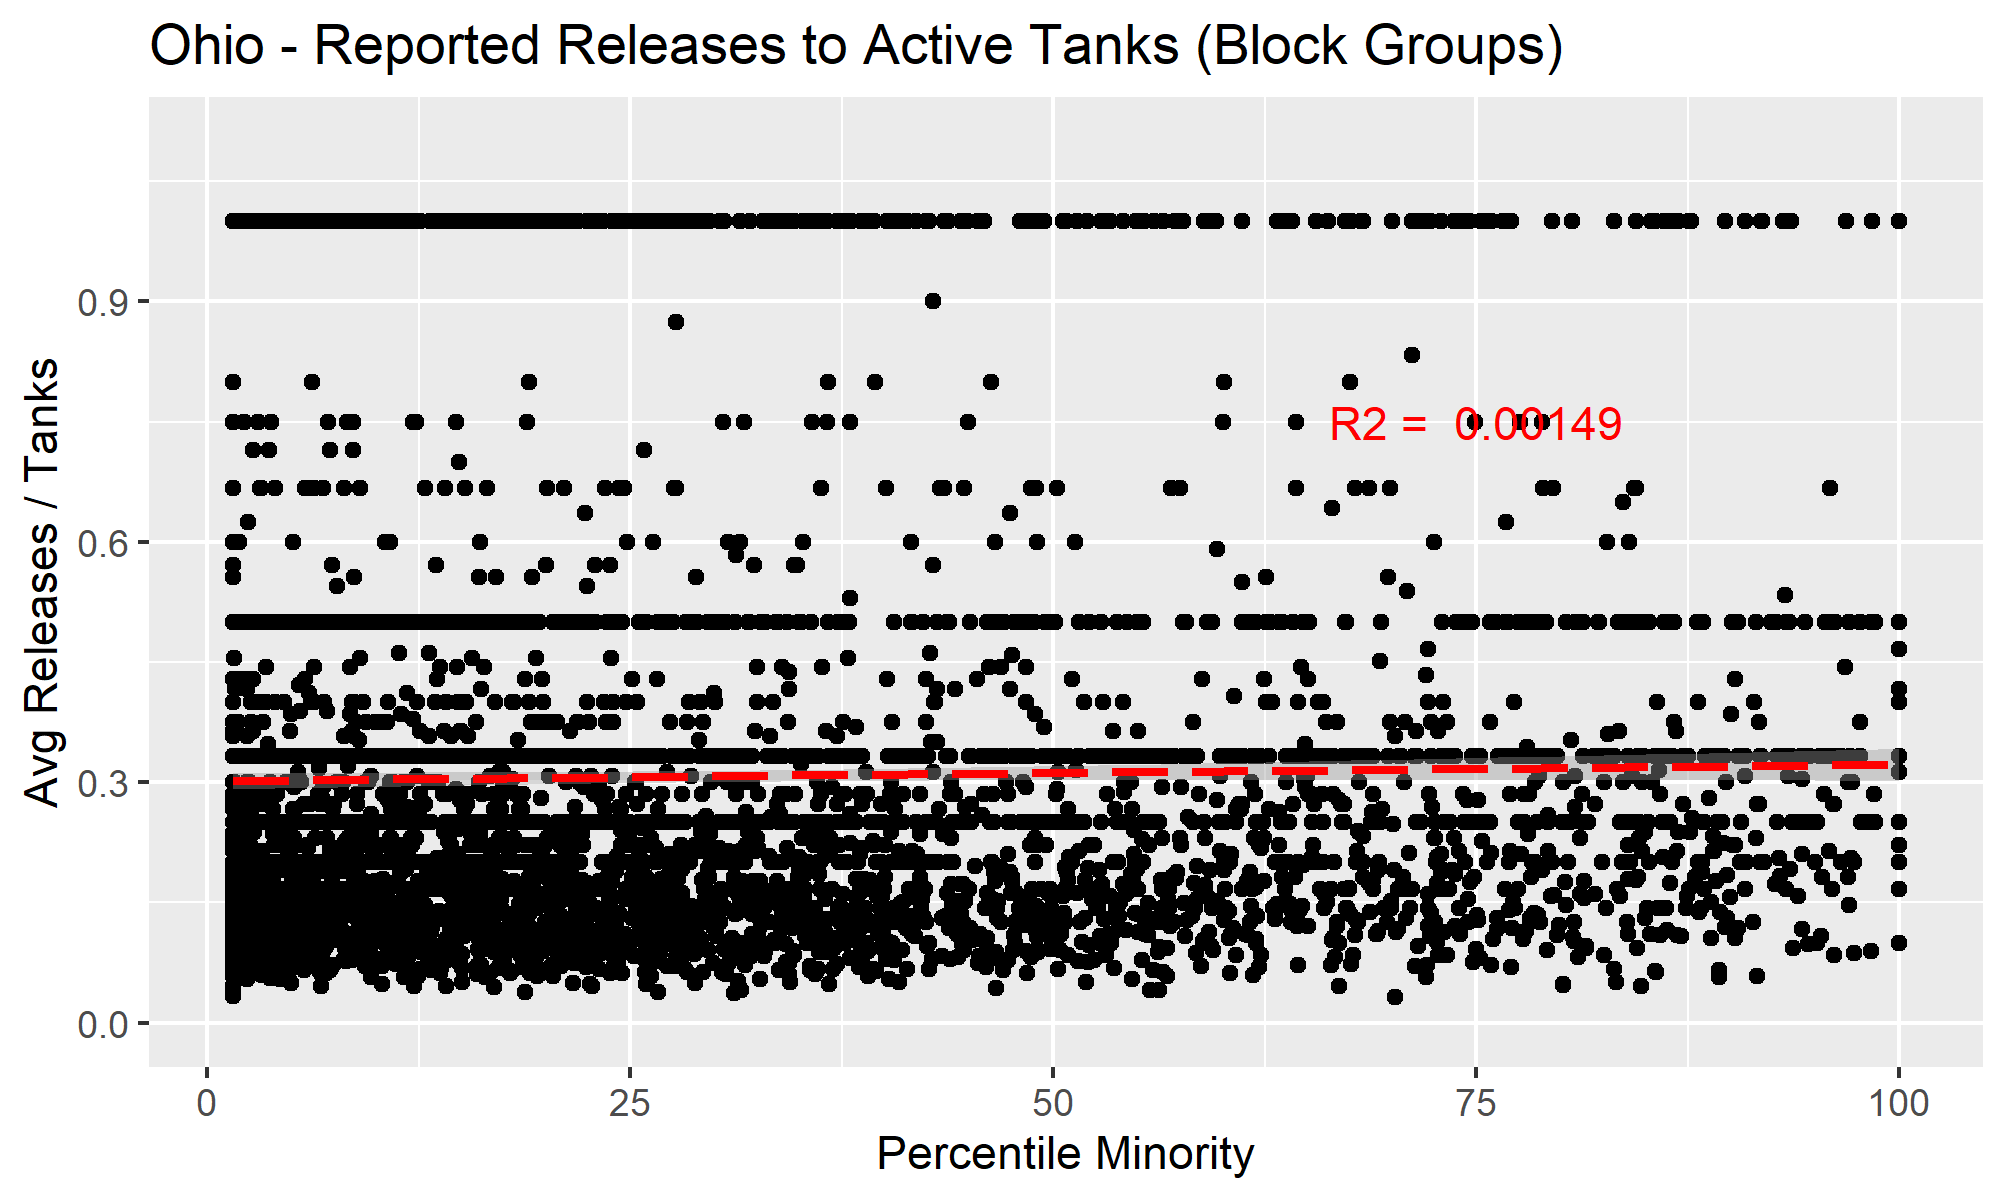 Ohio - Reported Releases to Active Tanks (Block Groups)
Avg Releases / Tanks
0.9
0.6
0.3
0.0
R2 =  0.00149
0 25 50 75 100
Percentile Minority